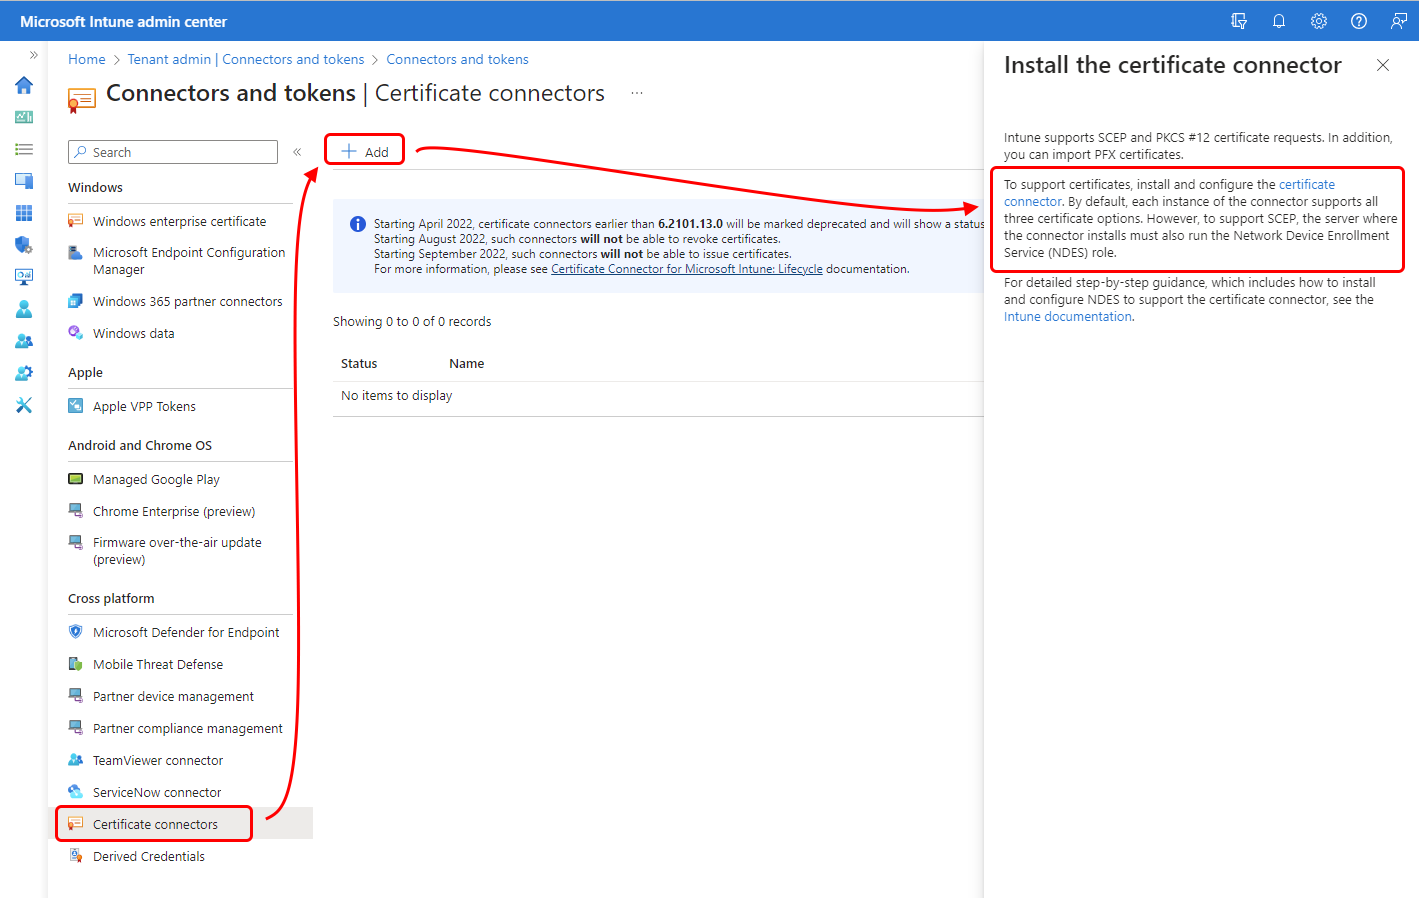 Microsoft Intune admin center
Home > Tenant admin | Connectors and tokens > Connectors and tokens
Connectors and tokens | Certificate connectors ...
Search
Windows
Windows enterprise certificate
Microsoft Endpoint Configuration
Manager
Windows 365 partner connectors
Windows data
Apple
Apple VPP Tokens
Android and Chrome OS
Managed Google Play
Chrome Enterprise (preview)
Firmware over-the-air update
(preview)
Cross platform
Microsoft Defender for Endpoint
Mobile Threat Defense
Partner device management
Partner compliance management
TeamViewer connector
ServiceNow connector
Certificate connectors
Derived Credentials
+ Add
Starting April 2022, certificate connectors earlier than 6.2101.13.0 will be marked deprecated and will show a status
Starting August 2022, such connectors will not be able to revoke certificates.
Starting September 2022, such connectors will not be able to issue certificates.
For more information, please see Certificate Connector for Microsoft Intune: Lifecycle documentation.
Showing 0 to 0 of 0 records
Status Name
No items to display
Install the certificate connector
Intune supports SCEP and PKCS #12 certificate requests. In addition,
you can import PFX certificates.
To support certificates, install and configure the certificate
connector. By default, each instance of the connector supports all
three certificate options. However, to support SCEP, the server where
the connector installs must also run the Network Device Enrollment
Service (NDES) role.
For detailed step-by-step guidance, which includes how to install
and configure NDES to support the certificate connector, see the
Intune documentation.